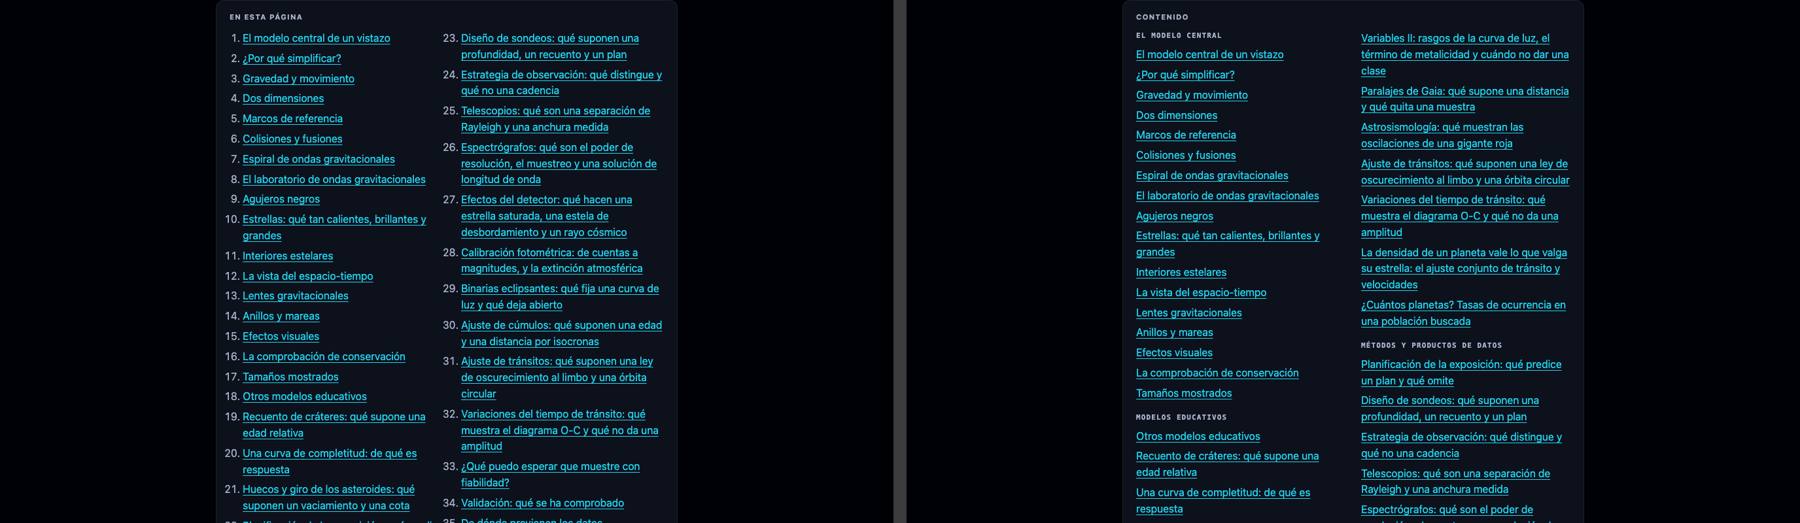 EN ESTA PÁGINA
1. El modelo central de un vistazo
2. ¿Por qué simplificar?
3. Gravedad y movimiento
4. Dos dimensiones
5. Marcos de referencia
6. Colisiones y fusiones
7. Espiral de ondas gravitacionales
8. El laboratorio de ondas gravitacionales
9. Agujeros negros
10. Estrellas: qué tan calientes, brillantes y
grandes
11. Interiores estelares
12. La vista del espacio-tiempo
13. Lentes gravitacionales
14. Anillos y mareas
15. Efectos visuales
16. La comprobación de conservación
17. Tamaños mostrados
18. Otros modelos educativos
19. Recuento de cráteres: qué supone una
edad relativa
20. Una curva de completitud: de qué es
respuesta
21. Huecos y giro de los asteroides: qué
suponen un vaciamiento y una cota
23. Diseño de sondeos: qué suponen una
profundidad, un recuento y un plan
24. Estrategia de observación: qué distingue y
qué no una cadencia
25. Telescopios: qué son una separación de
Rayleigh y una anchura medida
26. Espectrógrafos: qué son el poder de
resolución, el muestreo y una solución de
longitud de onda
27. Efectos del detector: qué hacen una
estrella saturada, una estela de
desbordamiento y un rayo cósmico
28. Calibración fotométrica: de cuentas a
magnitudes, y la extinción atmosférica
29. Binarias eclipsantes: qué fija una curva de
luz y qué deja abierto
30. Ajuste de cúmulos: qué suponen una edad
y una distancia por isocronas
31. Ajuste de tránsitos: qué suponen una ley
de oscurecimiento al limbo y una órbita
circular
32. Variaciones del tiempo de tránsito: qué
muestra el diagrama O-C y qué no da una
amplitud
33. ¿Qué puedo esperar que muestre con
fiabilidad?
34. Validación: qué se ha comprobado
CONTENIDO
EL MODELO CENTRAL
El modelo central de un vistazo
¿Por qué simplificar?
Gravedad y movimiento
Dos dimensiones
Marcos de referencia
Colisiones y fusiones
Espiral de ondas gravitacionales
El laboratorio de ondas gravitacionales
Agujeros negros
Estrellas: qué tan calientes, brillantes y
grandes
Interiores estelares
La vista del espacio-tiempo
Lentes gravitacionales
Anillos y mareas
Efectos visuales
La comprobación de conservación
Tamaños mostrados
MODELOS EDUCATIVOS
Otros modelos educativos
Recuento de cráteres: qué supone una
edad relativa
Una curva de completitud: de qué es
respuesta
Variables II: rasgos de la curva de luz, el
término de metalicidad y cuándo no dar una
clase
Paralajes de Gaia: qué supone una distancia
y qué quita una muestra
Astrosismología: qué muestran las
oscilaciones de una gigante roja
Ajuste de tránsitos: qué suponen una ley de
oscurecimiento al limbo y una órbita circular
Variaciones del tiempo de tránsito: qué
muestra el diagrama O-C y qué no da una
amplitud
La densidad de un planeta vale lo que valga
su estrella: el ajuste conjunto de tránsito y
velocidades
¿Cuántos planetas? Tasas de ocurrencia en
una población buscada
MÉTODOS Y PRODUCTOS DE DATOS
Planificación de la exposición: qué predice
un plan y qué omite
Diseño de sondeos: qué suponen una
profundidad, un recuento y un plan
Estrategia de observación: qué distingue y
qué no una cadencia
Telescopios: qué son una separación de
Rayleigh y una anchura medida
Espectrógrafos: qué son el poder de